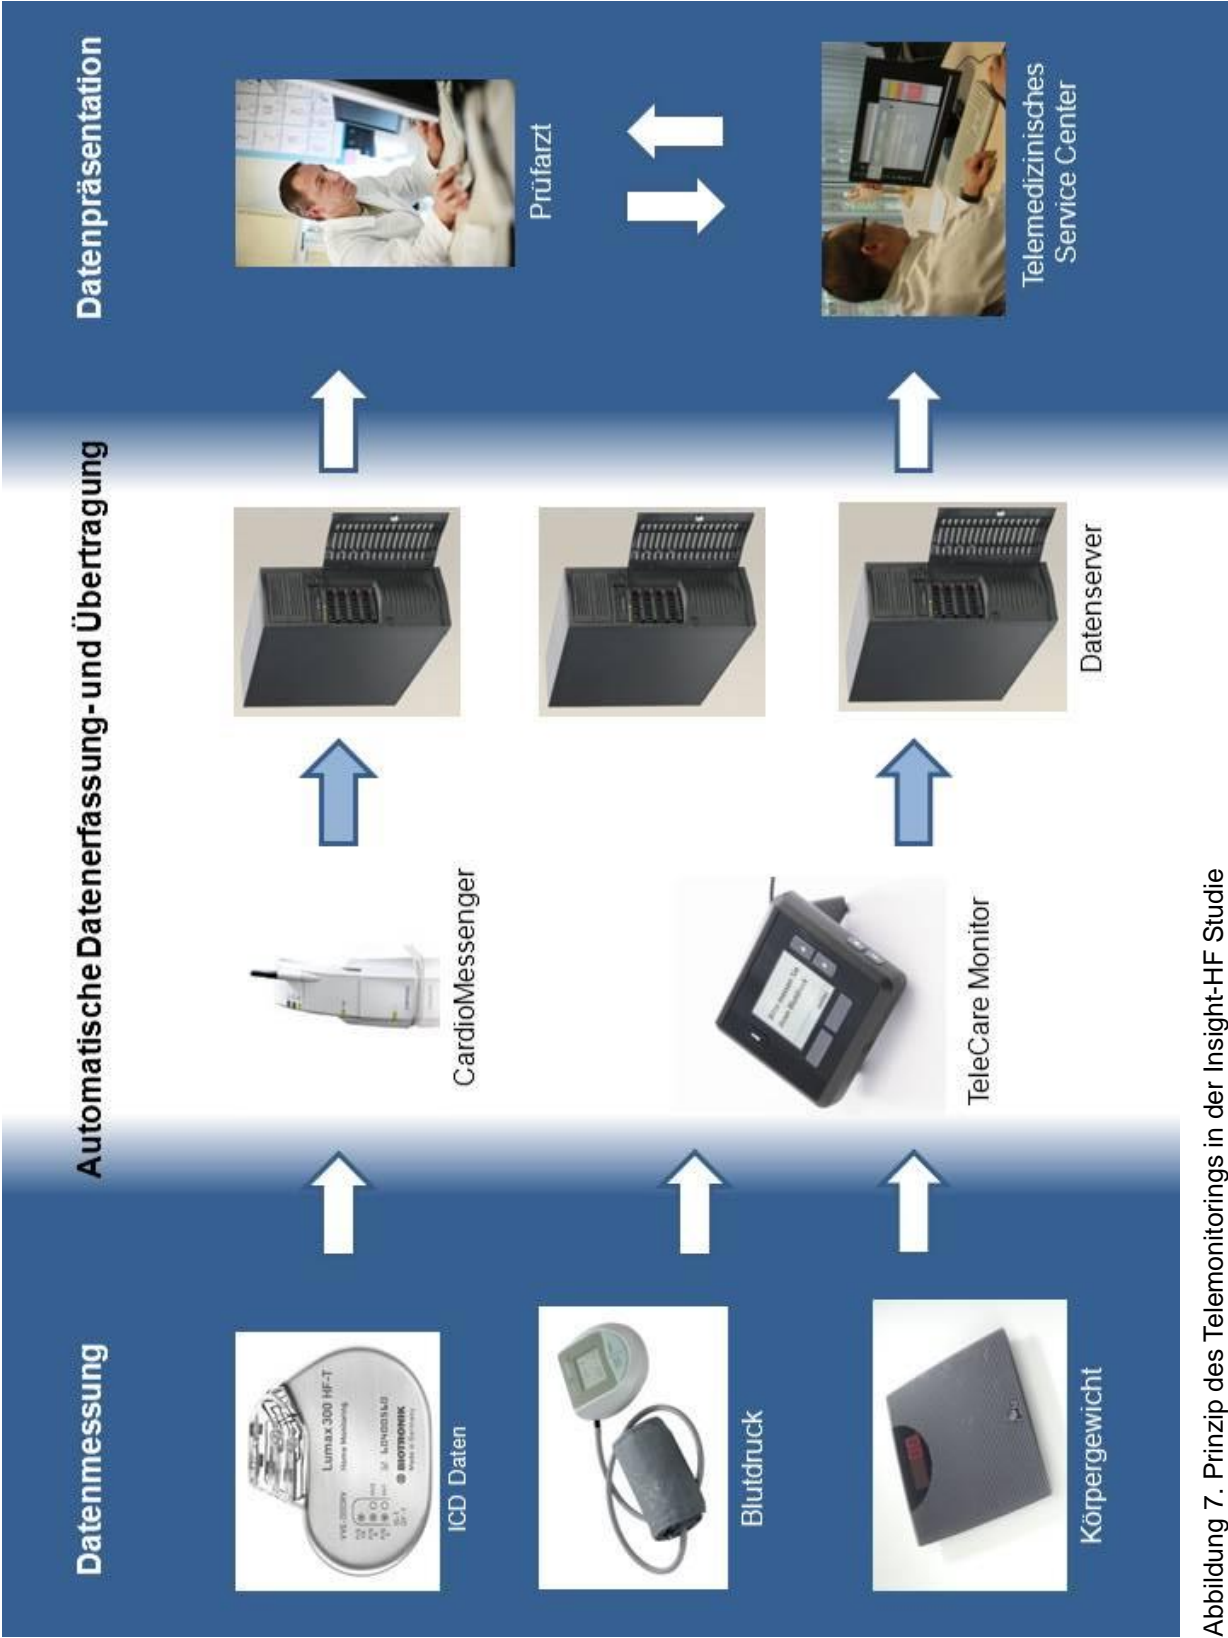 Datenmessung
Automatische Datenerfassung- und Übertragung
Datenpräsentation
Lumax 300 HF-T
Home Monitoring
BIOTRONIK
Made in Germany
ICD Daten
CardioMessenger
Prüfarzt
Blutdruck
Körpergewicht
TeleCare Monitor
Datenserver
Telemedizinisches
Service Center
Abbildung 7. Prinzip des Telemonitorings in der Insight-HF Studie